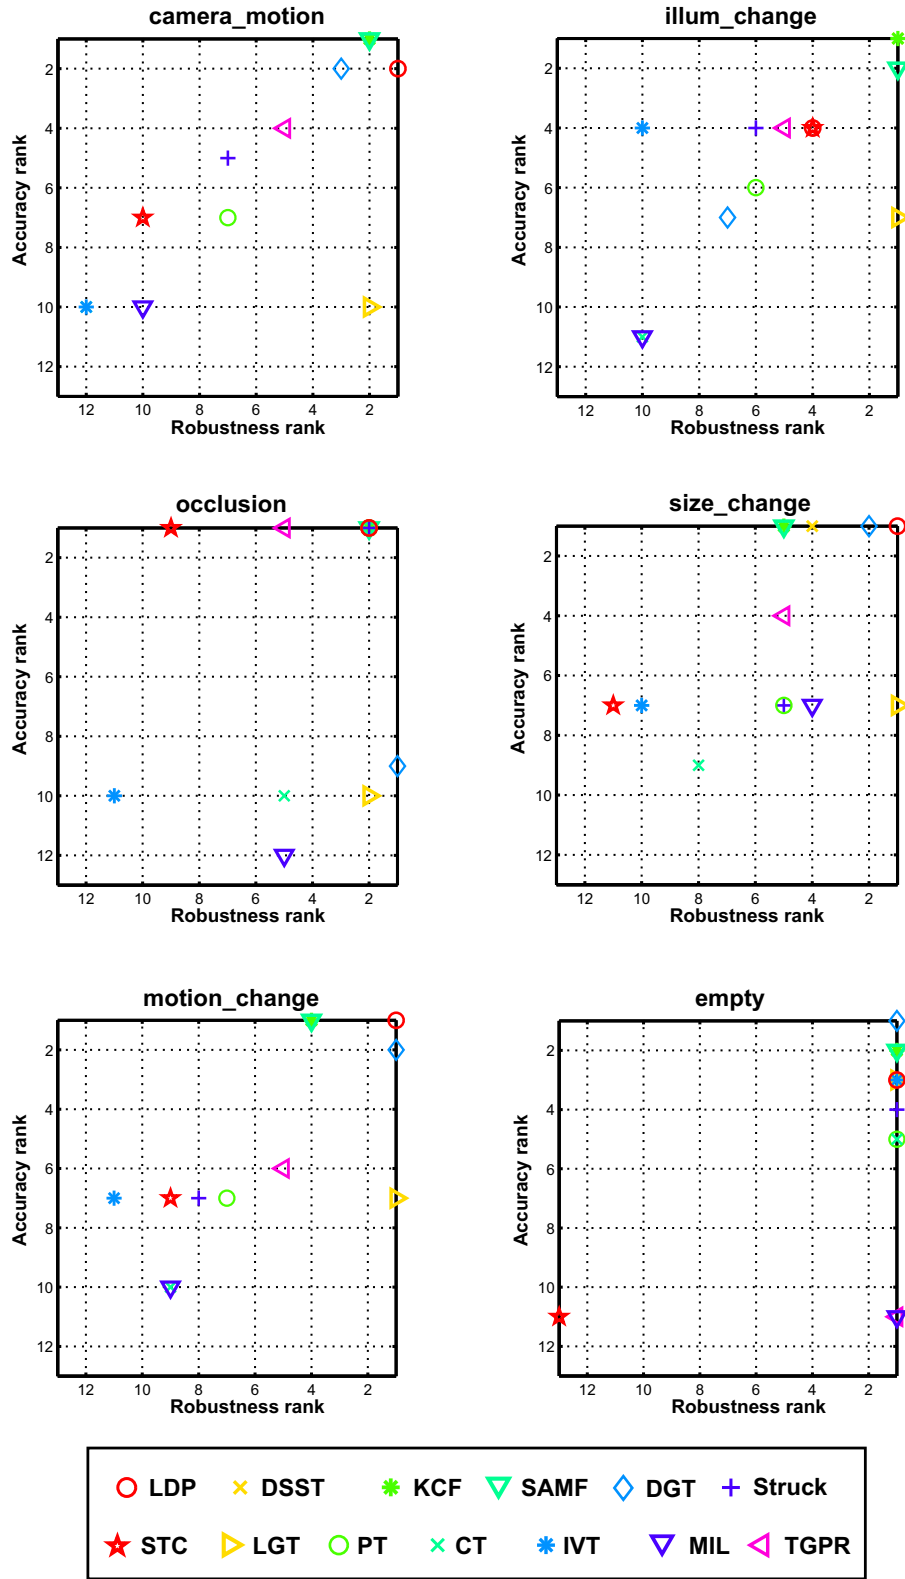 camera_motion
illum_change
2
4
6
8
10
12
12 10 8 6 4 2
Accuracy rank
Robustness rank
2
4
6
8
10
12
12 10 8 6 4 2
Accuracy rank
Robustness rank
occlusion
size_change
2
4
6
8
10
12
12 10 8 6 4 2
Accuracy rank
Robustness rank
2
4
6
8
10
12
12 10 8 6 4 2
Accuracy rank
Robustness rank
motion_change
empty
2
4
6
8
10
12
12 10 8 6 4 2
Accuracy rank
Robustness rank
2
4
6
8
10
12
12 10 8 6 4 2
Accuracy rank
Robustness rank
LDP DSST KCF SAMF DGT Struck
STC LGT PT CT IVT MIL TGPR